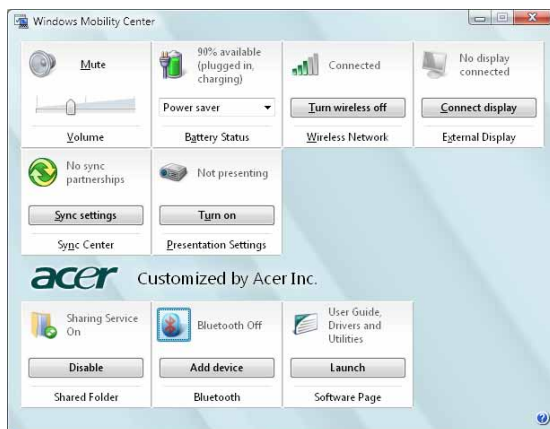 Windows Mobility Center
Mute
Volume
90% available
(plugged in,
charging)
Power saver
Battery Status
Connected
Turn wireless off
Wireless Network
No display
connected
Connect display
External Display
No sync
partnerships
Sync settings
Sync Center
Not presenting
Turn on
Presentation Settings
acer Customized by Acer Inc.
Sharing Service
On
Disable
Shared Folder
Bluetooth Off
Add device
Bluetooth
User Guide,
Drivers and
Utilities
Launch
Software Page